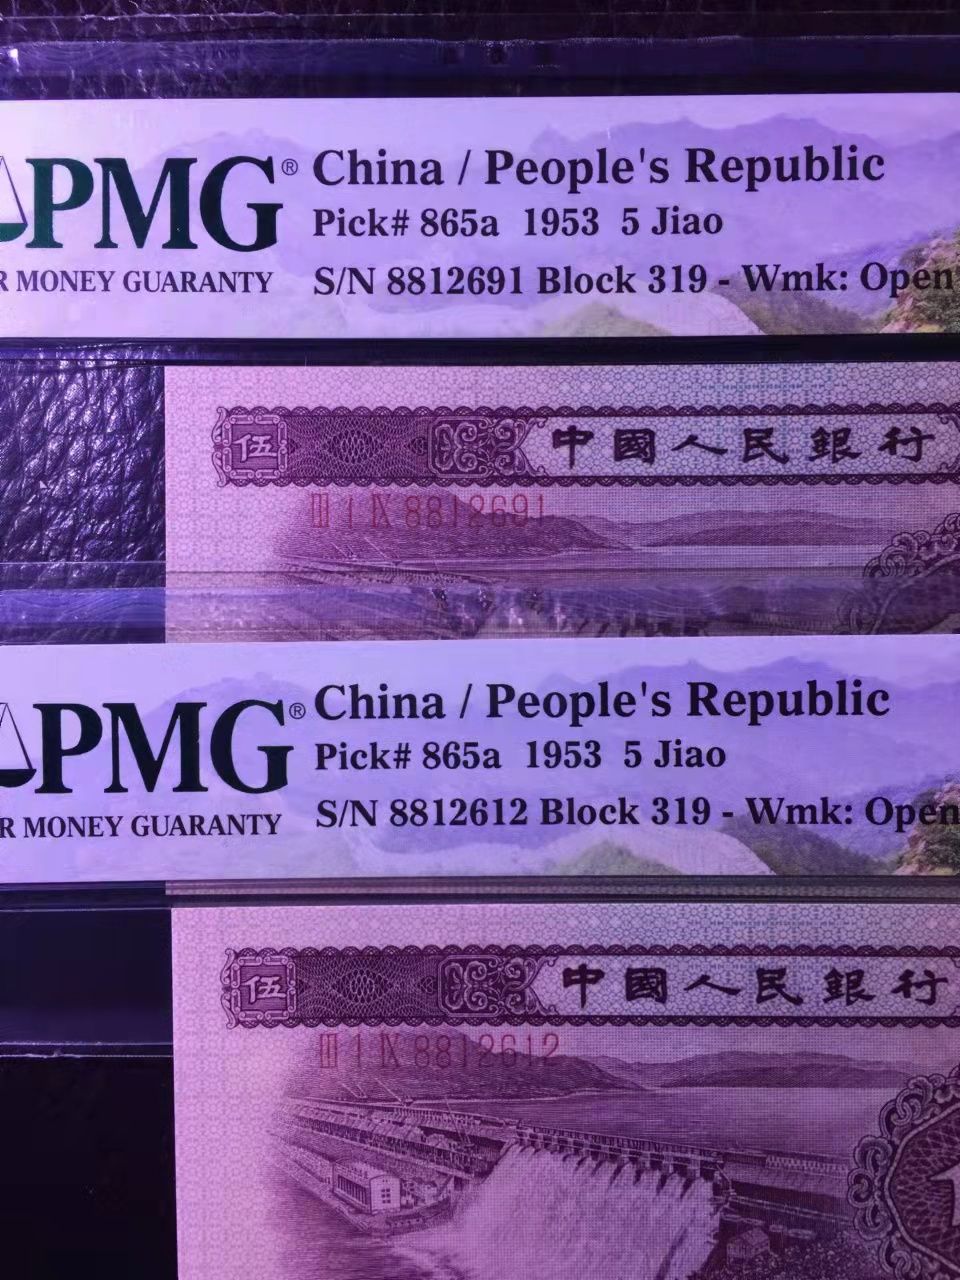 PMG® China / People's Republic
Pick# 865a 1953 5 Jiao
R MONEY GUARANTY S/N 8812691 Block 319 - Wmk: Open
伍 中國人民銀行
III I IX 8812691
PMG® China / People's Republic
Pick# 865a 1953 5 Jiao
R MONEY GUARANTY S/N 8812612 Block 319 - Wmk: Open
伍 中國人民銀行
III I IX 8812612